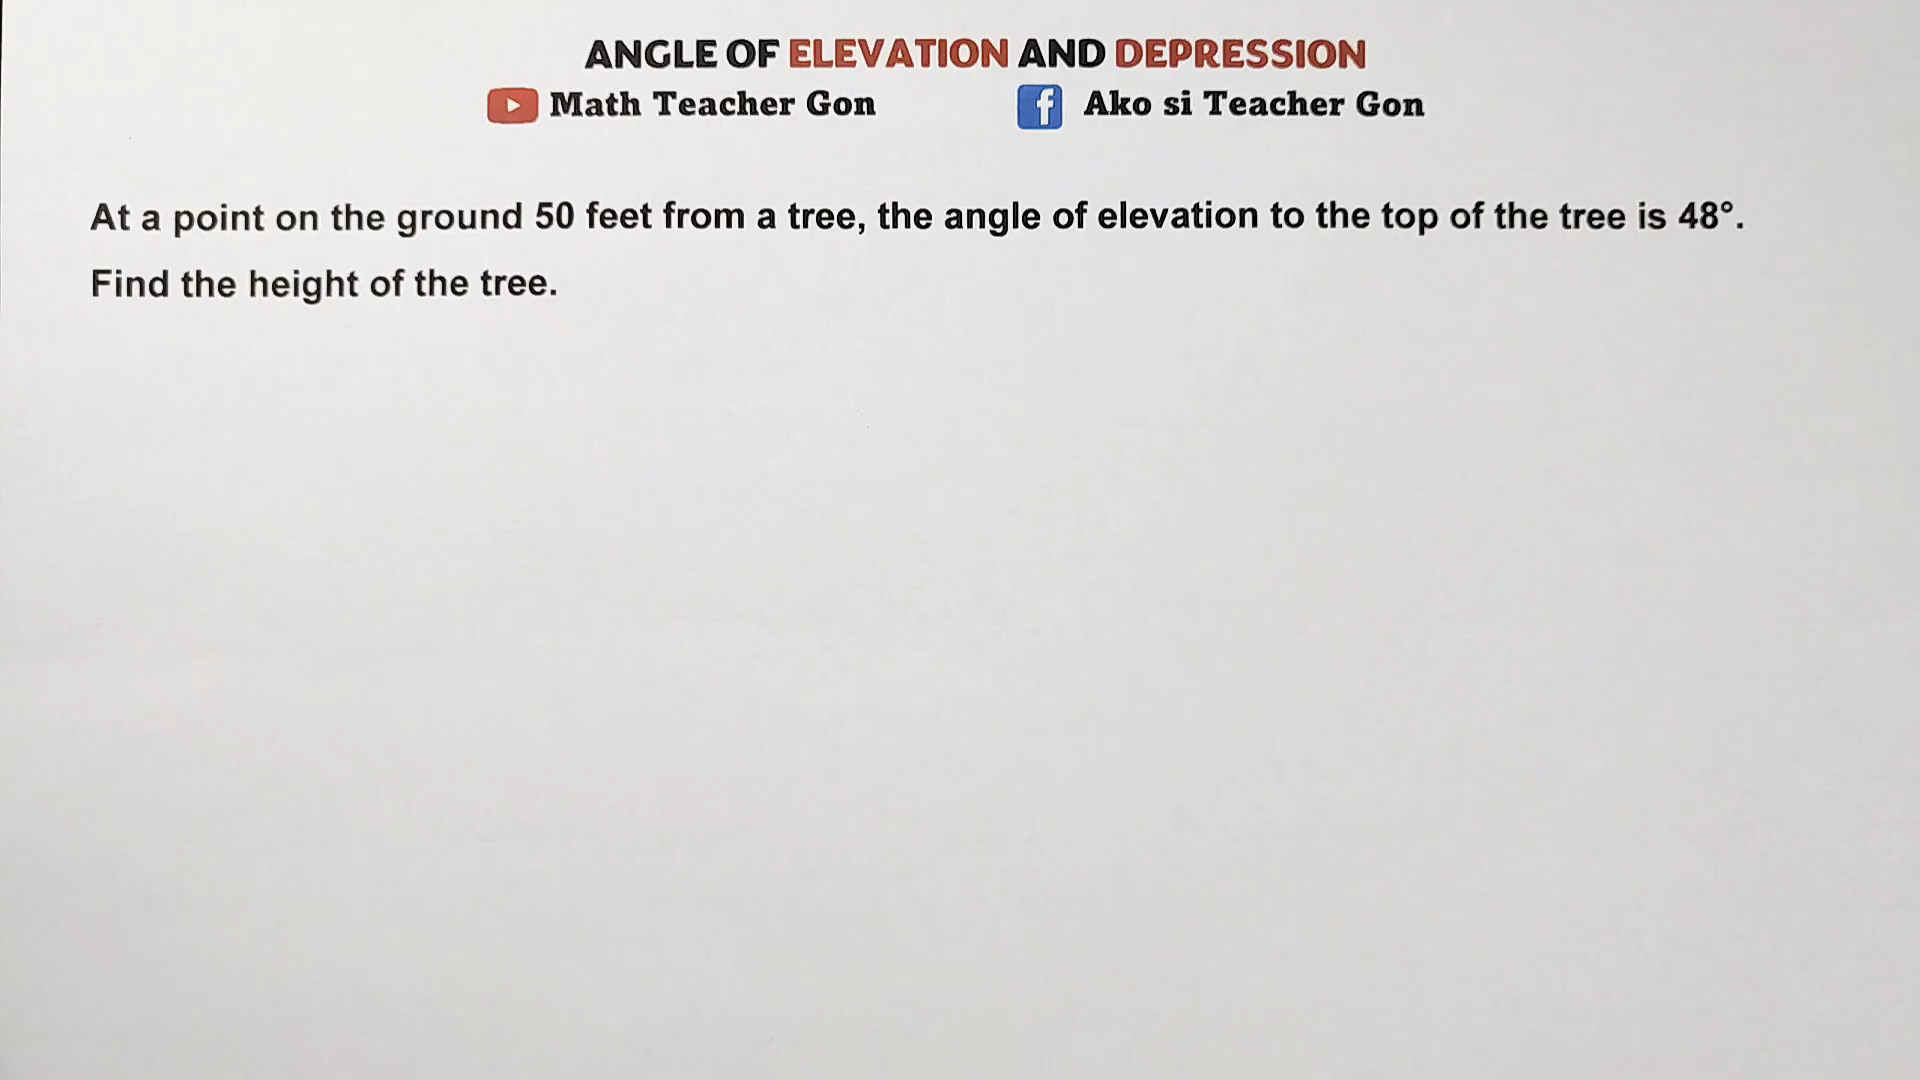 ANGLE OF ELEVATION AND DEPRESSION
Math Teacher Gon Ako si Teacher Gon
At a point on the ground 50 feet from a tree, the angle of elevation to the top of the tree is 48°.
Find the height of the tree.